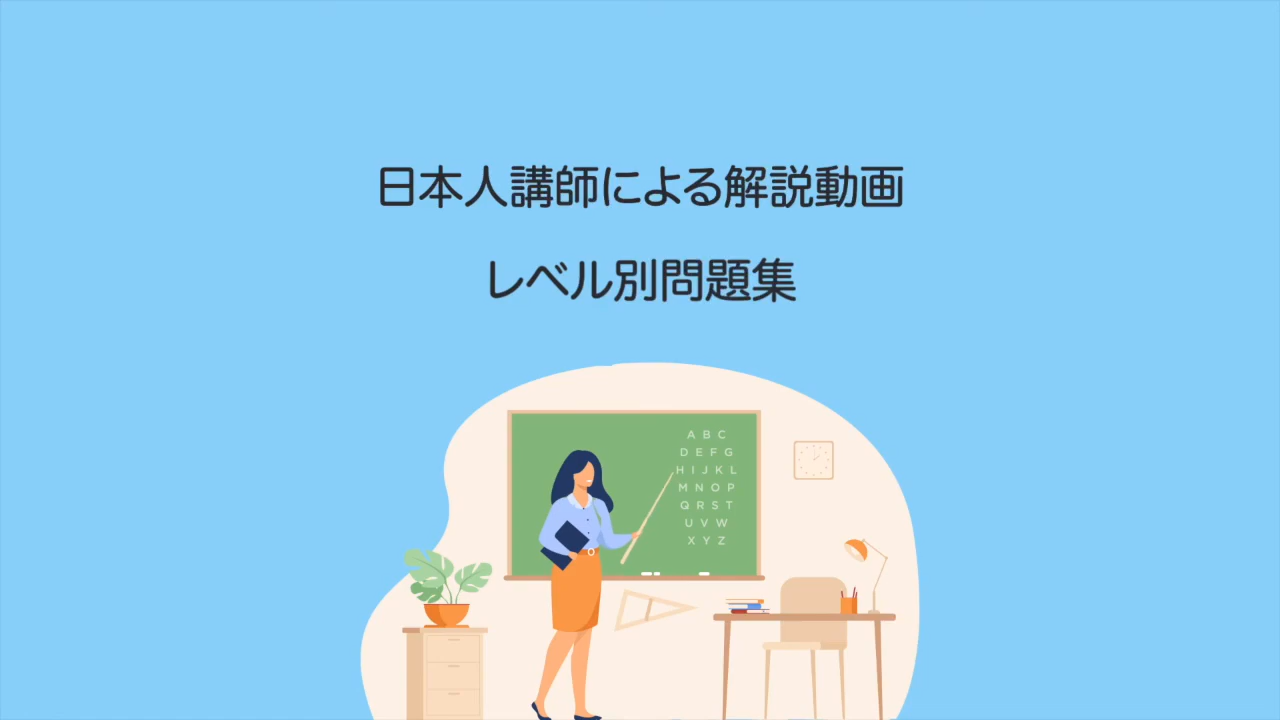 日本人講師による解説動画
レベル別問題集
A B C
D E F G
H I J K L
M N O P
Q R S T
U V W
X Y Z